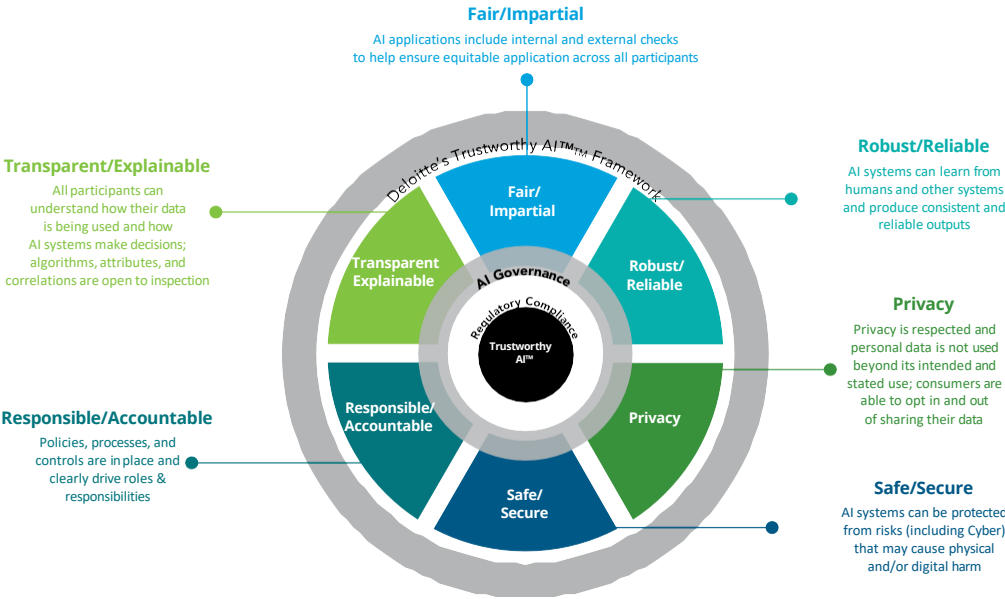 Fair/Impartial
AI applications include internal and external checks
to help ensure equitable application across all participants
Transparent/Explainable
All participants can
understand how their data
is being used and how
AI systems make decisions;
algorithms, attributes, and
correlations are open to inspection
Robust/Reliable
AI systems can learn from
humans and other systems
and produce consistent and
reliable outputs
Deloitte's Trustworthy AI™™ Framework
Fair/
Impartial
Transparent
Explainable
Robust/
Reliable
AI Governance
Regulatory Compliance
Trustworthy
AI™
Privacy
Privacy is respected and
personal data is not used
beyond its intended and
stated use; consumers are
able to opt in and out
of sharing their data
Responsible/
Accountable
Privacy
Safe/
Secure
Responsible/Accountable
Policies, processes, and
controls are in place and
clearly drive roles &
responsibilities
Safe/Secure
AI systems can be protected
from risks (including Cyber)
that may cause physical
and/or digital harm